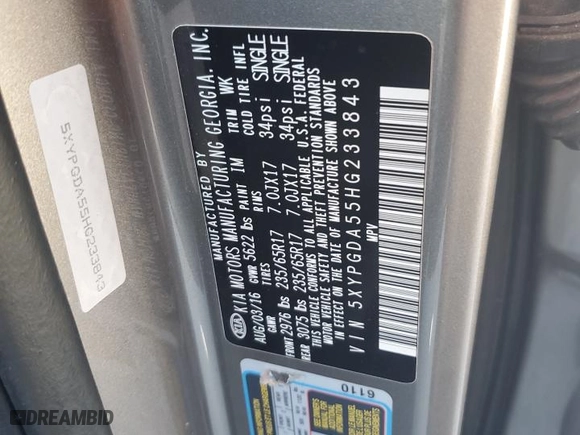 MANUFACTURED BY
KIA KIA MOTORS MANUFACTURING GEORGIA. INC.
AUG/03/16 GVWR 5622 lbs PAINT IM TRIM WK
GAWR TIRES RIMS COLD TIRE INFL
FRONT 2976 lbs 235/65R17 7.0JX17 34psi SINGLE
REAR 3075 lbs 235/65R17 7.0JX17 34psi SINGLE
THIS VEHICLE CONFORMS TO ALL APPLICABLE U.S.A. FEDERAL
MOTOR VEHICLE SAFETY AND THEFT PREVENTION STANDARDS
IN EFFECT ON THE DATE OF MANUFACTURE SHOWN ABOVE
VIN 5XYPGDA55HG233843
MPV
5XYPGDA55HG233843
6110
DREAMBID